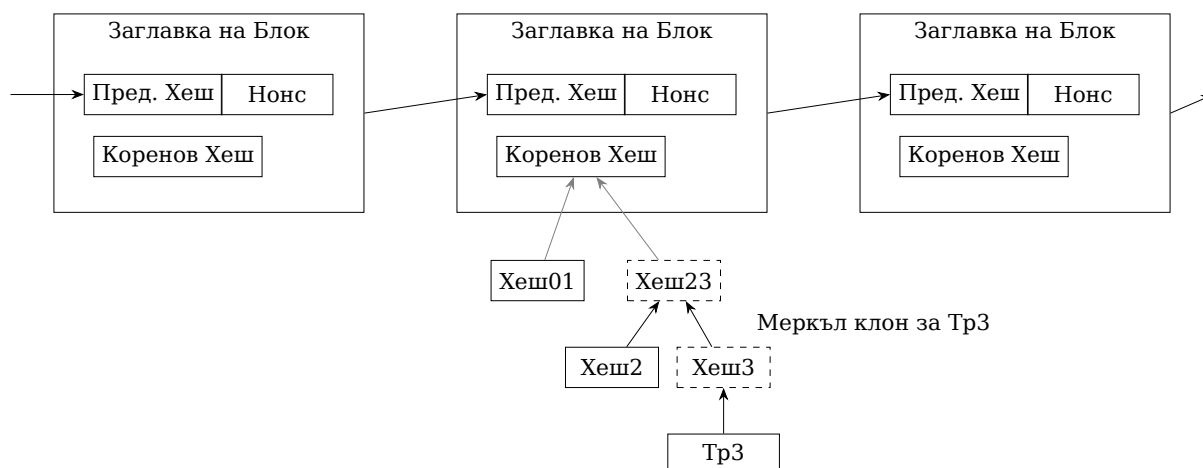 Заглавка на Блок
Пред. Хеш
Нонс
Коренов Хеш
Заглавка на Блок
Пред. Хеш
Нонс
Коренов Хеш
Заглавка на Блок
Пред. Хеш
Нонс
Коренов Хеш
Хеш01
Хеш23
Меркъл клон за Тр3
Хеш2
Хеш3
Тр3